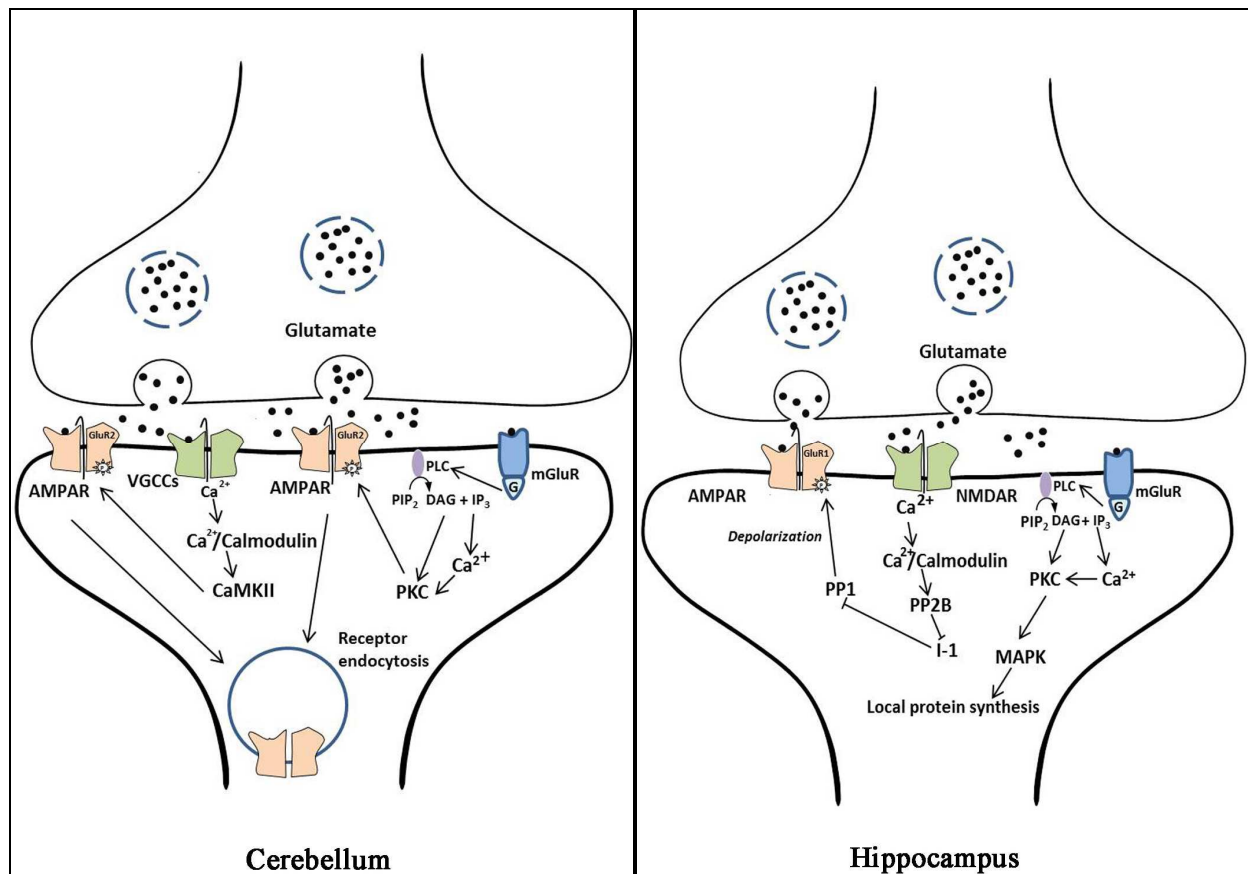 Glutamate
GluR2
GluR2
P
P
AMPAR
VGCCs
Ca²⁺
AMPAR
PLC
mGluR
G
PIP₂ DAG + IP₃
Ca²⁺/Calmodulin
Ca²⁺
CaMKII
PKC
Receptor
endocytosis
Cerebellum
Glutamate
GluR1
P
AMPAR
NMDAR
PLC
mGluR
G
Ca²⁺
PIP₂ DAG + IP₃
Depolarization
Ca²⁺/Calmodulin
PP1
PP2B
PKC
Ca²⁺
I-1
MAPK
Local protein synthesis
Hippocampus